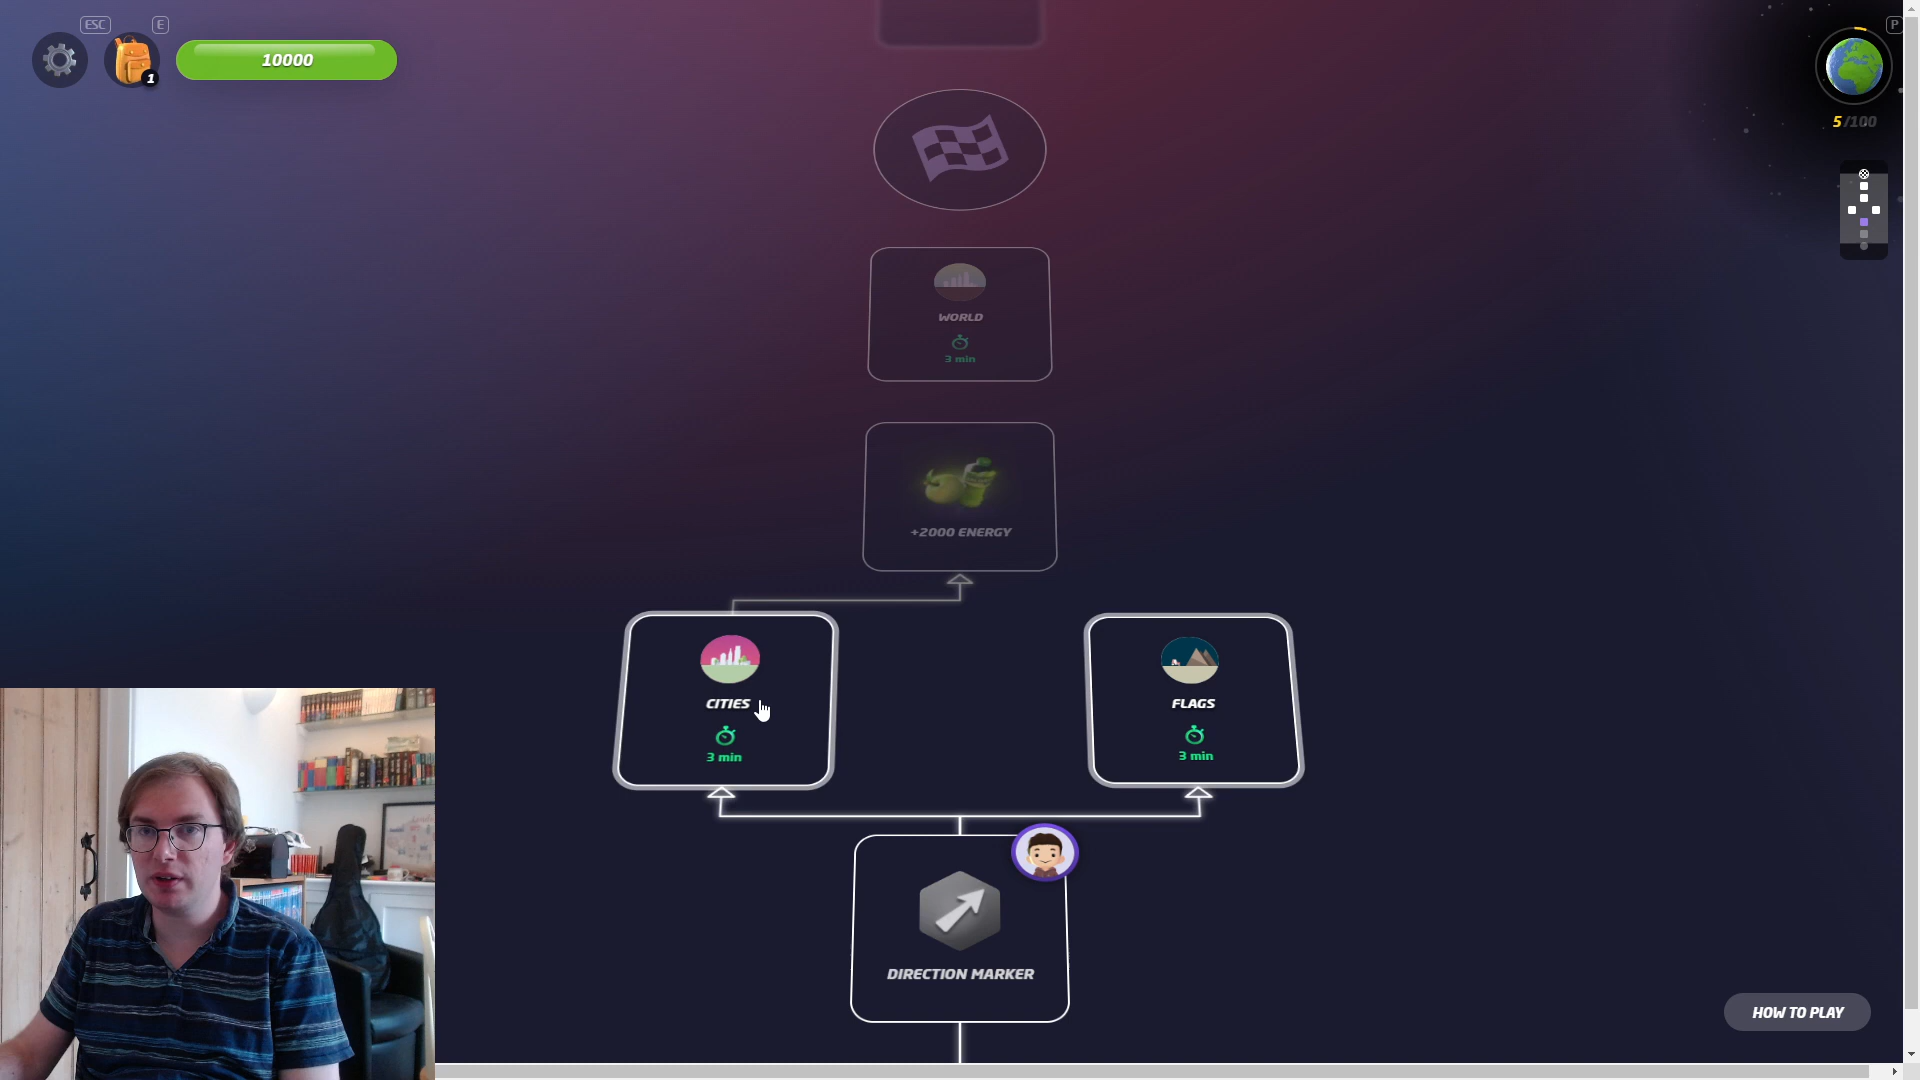 ESC
E
P
1
10000
5/100
WORLD
3 min
+2000 ENERGY
CITIES
3 min
FLAGS
3 min
DIRECTION MARKER
HOW TO PLAY